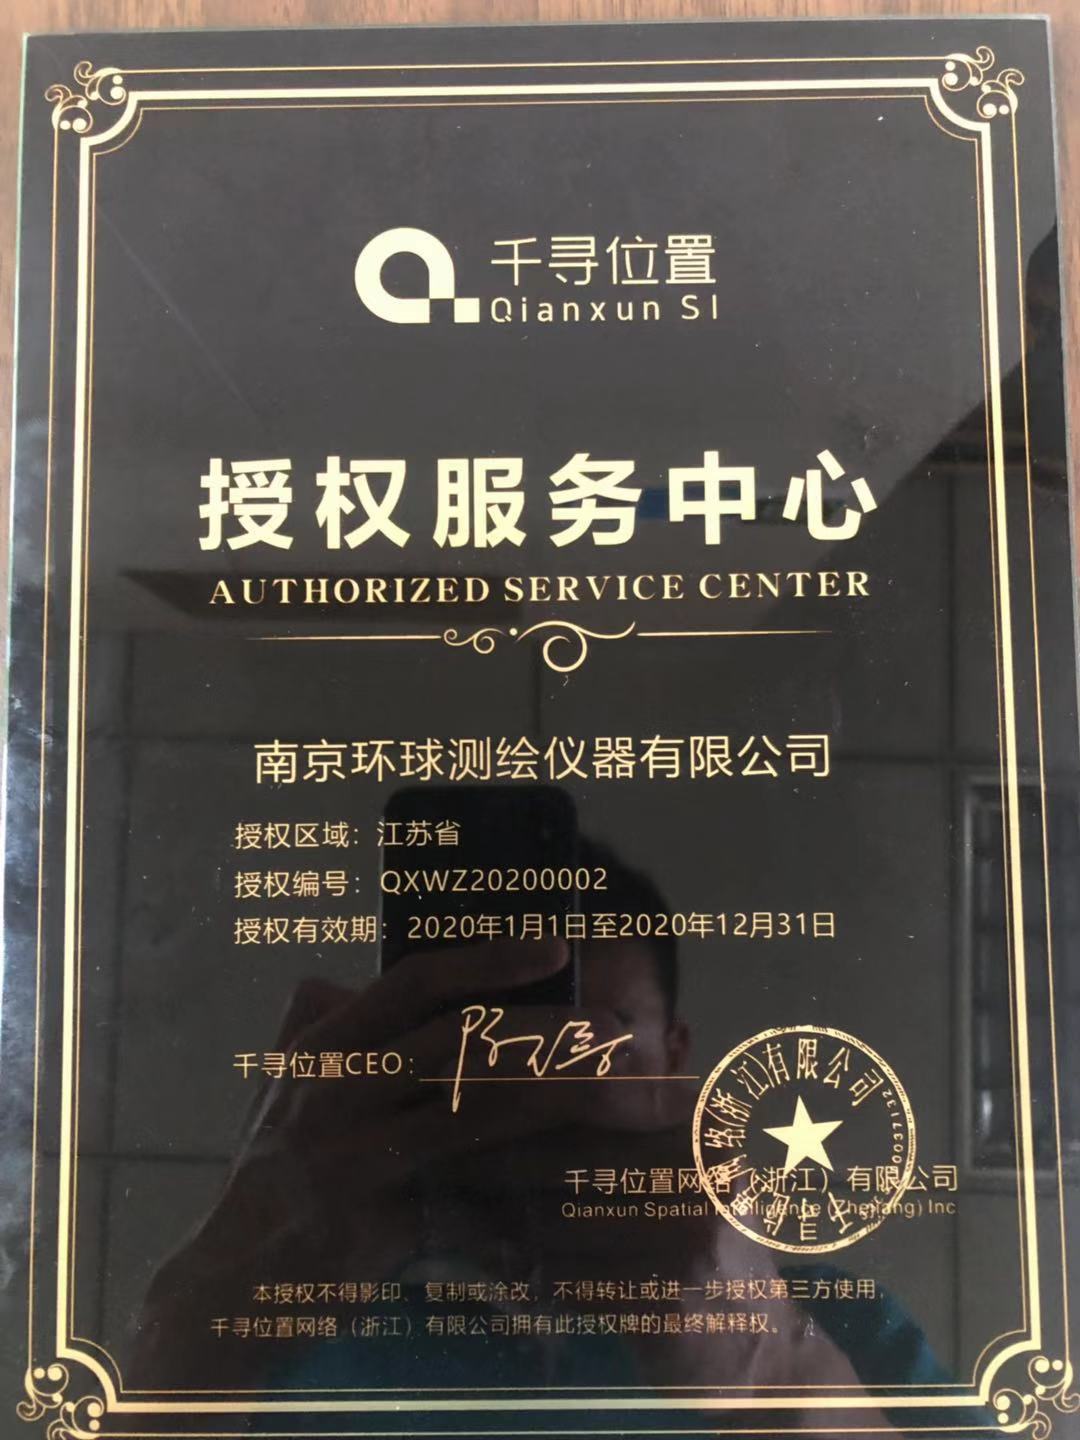 千寻位置
Qianxun SI
授权服务中心
AUTHORIZED SERVICE CENTER
南京环球测绘仪器有限公司
授权区域：江苏省
授权编号：QXWZ20200002
授权有效期：2020年1月1日至2020年12月31日
千寻位置CEO：
千寻位置网络（浙江）有限公司
Qianxun Spatial Intelligence (Zhejiang) Inc
本授权不得影印、复制或涂改，不得转让或进一步授权第三方使用，
千寻位置网络（浙江）有限公司拥有此授权牌的最终解释权。